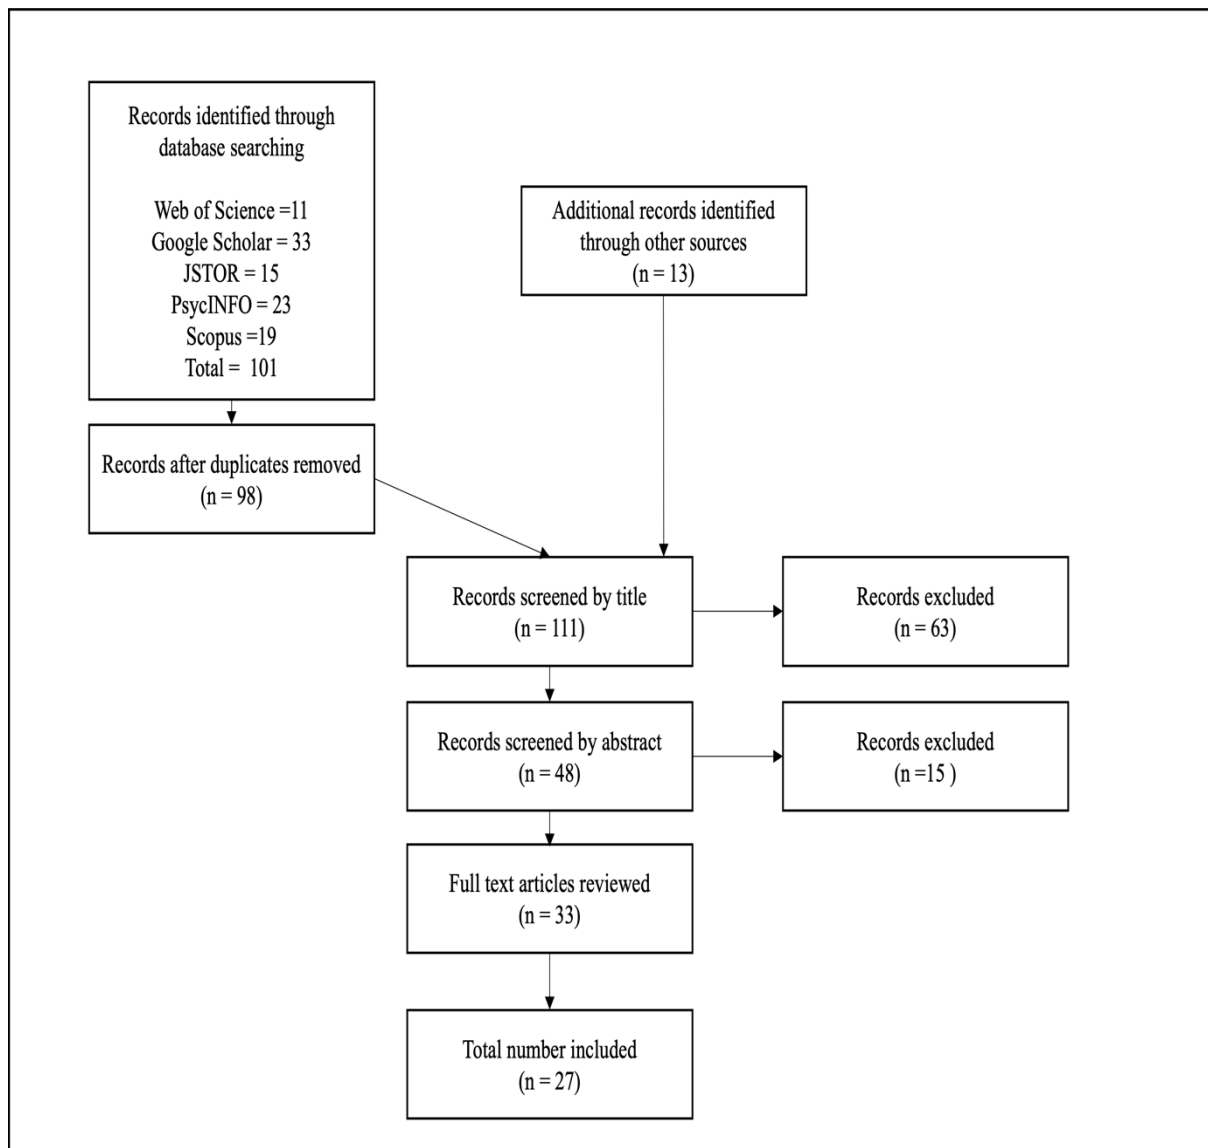 Records identified through
database searching
Web of Science =11
Google Scholar = 33
JSTOR = 15
PsycINFO = 23
Scopus =19
Total =  101
Additional records identified
through other sources
(n = 13)
Records after duplicates removed
(n = 98)
Records screened by title
(n = 111)
Records excluded
(n = 63)
Records screened by abstract
(n = 48)
Records excluded
(n =15 )
Full text articles reviewed
(n = 33)
Total number included
(n = 27)